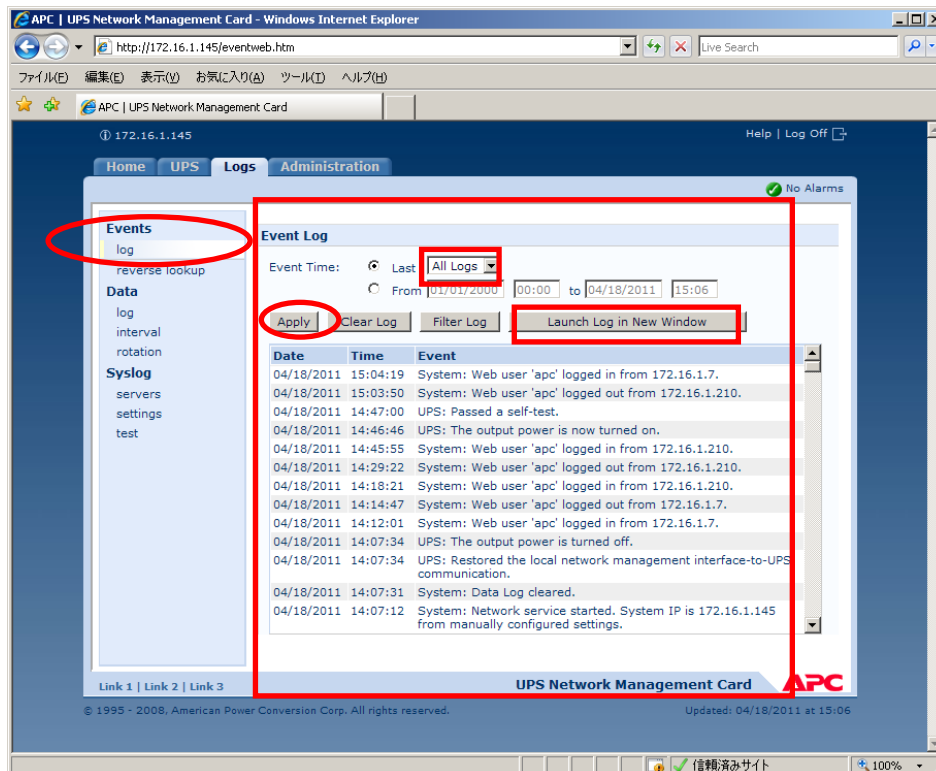 APC | UPS Network Management Card - Windows Internet Explorer
http://172.16.1.145/eventweb.htm
Live Search
ファイル(F) 編集(E) 表示(V) お気に入り(A) ツール(T) ヘルプ(H)
APC | UPS Network Management Card
172.16.1.145
Help | Log Off
Home UPS Logs Administration
No Alarms
Events
log
reverse lookup
Data
log
interval
rotation
Syslog
servers
settings
test
Event Log
Event Time: Last All Logs
From 01/01/2000 00:00 to 04/18/2011 15:06
Apply Clear Log Filter Log Launch Log in New Window
Date Time Event
04/18/2011 15:04:19 System: Web user 'apc' logged in from 172.16.1.7.
04/18/2011 15:03:50 System: Web user 'apc' logged out from 172.16.1.210.
04/18/2011 14:47:00 UPS: Passed a self-test.
04/18/2011 14:46:46 UPS: The output power is now turned on.
04/18/2011 14:45:55 System: Web user 'apc' logged in from 172.16.1.210.
04/18/2011 14:29:22 System: Web user 'apc' logged out from 172.16.1.210.
04/18/2011 14:18:21 System: Web user 'apc' logged in from 172.16.1.210.
04/18/2011 14:14:47 System: Web user 'apc' logged out from 172.16.1.7.
04/18/2011 14:12:01 System: Web user 'apc' logged in from 172.16.1.7.
04/18/2011 14:07:34 UPS: The output power is turned off.
04/18/2011 14:07:34 UPS: Restored the local network management interface-to-UPS
communication.
04/18/2011 14:07:31 System: Data Log cleared.
04/18/2011 14:07:12 System: Network service started. System IP is 172.16.1.145
from manually configured settings.
Link 1 | Link 2 | Link 3
UPS Network Management Card
APC
© 1995 - 2008, American Power Conversion Corp. All rights reserved.
Updated: 04/18/2011 at 15:06
信頼済みサイト
100%